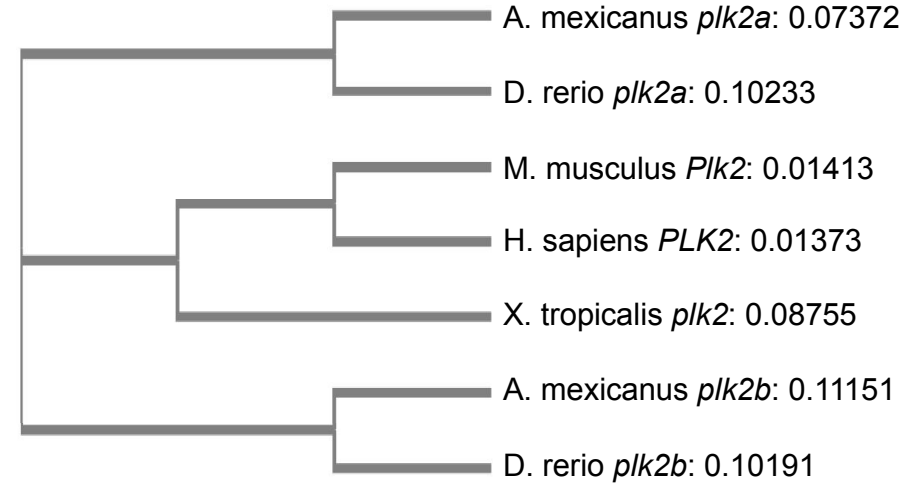 A. mexicanus plk2a: 0.07372
D. rerio plk2a: 0.10233
M. musculus Plk2: 0.01413
H. sapiens PLK2: 0.01373
X. tropicalis plk2: 0.08755
A. mexicanus plk2b: 0.11151
D. rerio plk2b: 0.10191